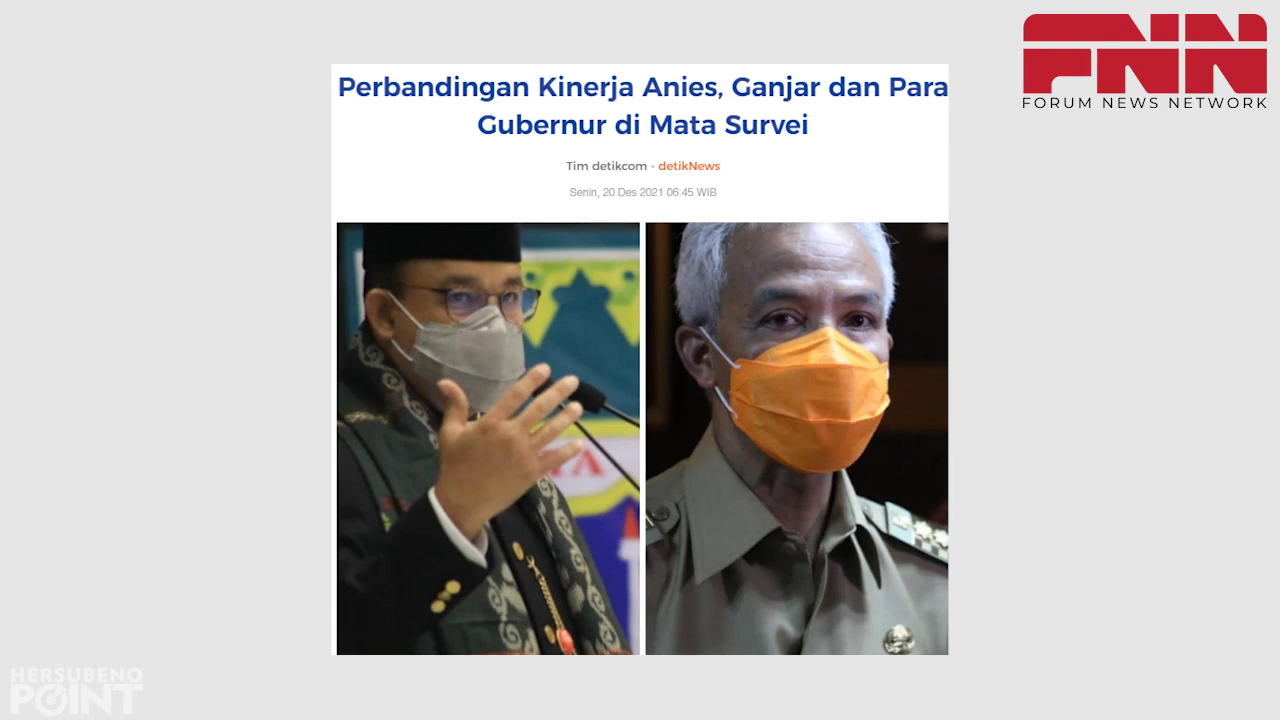 FNN
FORUM NEWS NETWORK
Perbandingan Kinerja Anies, Ganjar dan Para
Gubernur di Mata Survei
Tim detikcom - detikNews
Senin, 20 Des 2021 06:45 WIB
HERSUBENO
POINT